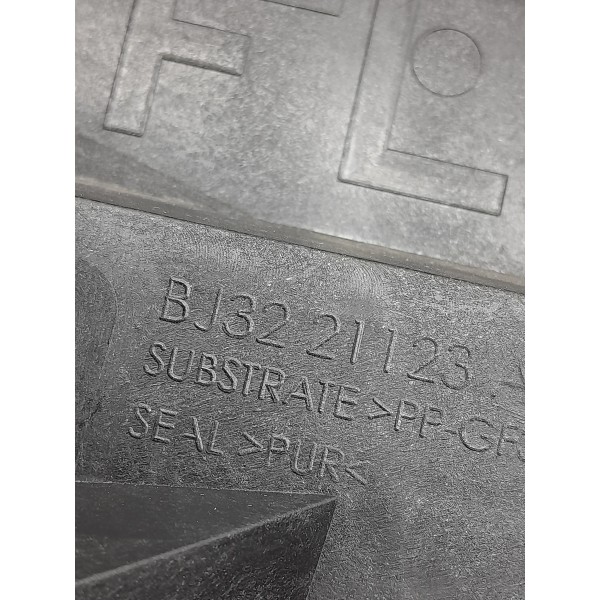 FL
BJ32 21123
SUBSTRATE >PP-GF
SEAL >PUR<